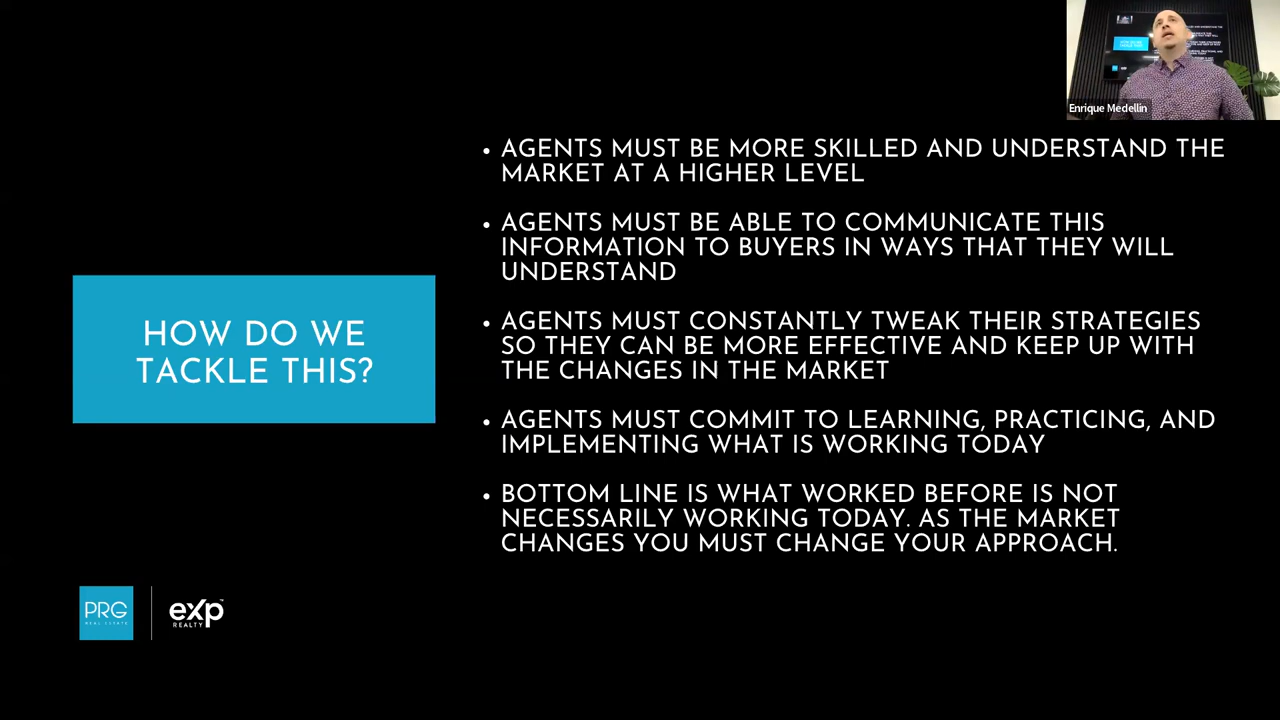 Enrique Medellin
HOW DO WE
TACKLE THIS?
• AGENTS MUST BE MORE SKILLED AND UNDERSTAND THE
MARKET AT A HIGHER LEVEL
• AGENTS MUST BE ABLE TO COMMUNICATE THIS
INFORMATION TO BUYERS IN WAYS THAT THEY WILL
UNDERSTAND
• AGENTS MUST CONSTANTLY TWEAK THEIR STRATEGIES
SO THEY CAN BE MORE EFFECTIVE AND KEEP UP WITH
THE CHANGES IN THE MARKET
• AGENTS MUST COMMIT TO LEARNING, PRACTICING, AND
IMPLEMENTING WHAT IS WORKING TODAY
• BOTTOM LINE IS WHAT WORKED BEFORE IS NOT
NECESSARILY WORKING TODAY. AS THE MARKET
CHANGES YOU MUST CHANGE YOUR APPROACH.
PRG
REAL ESTATE
eXp
REALTY